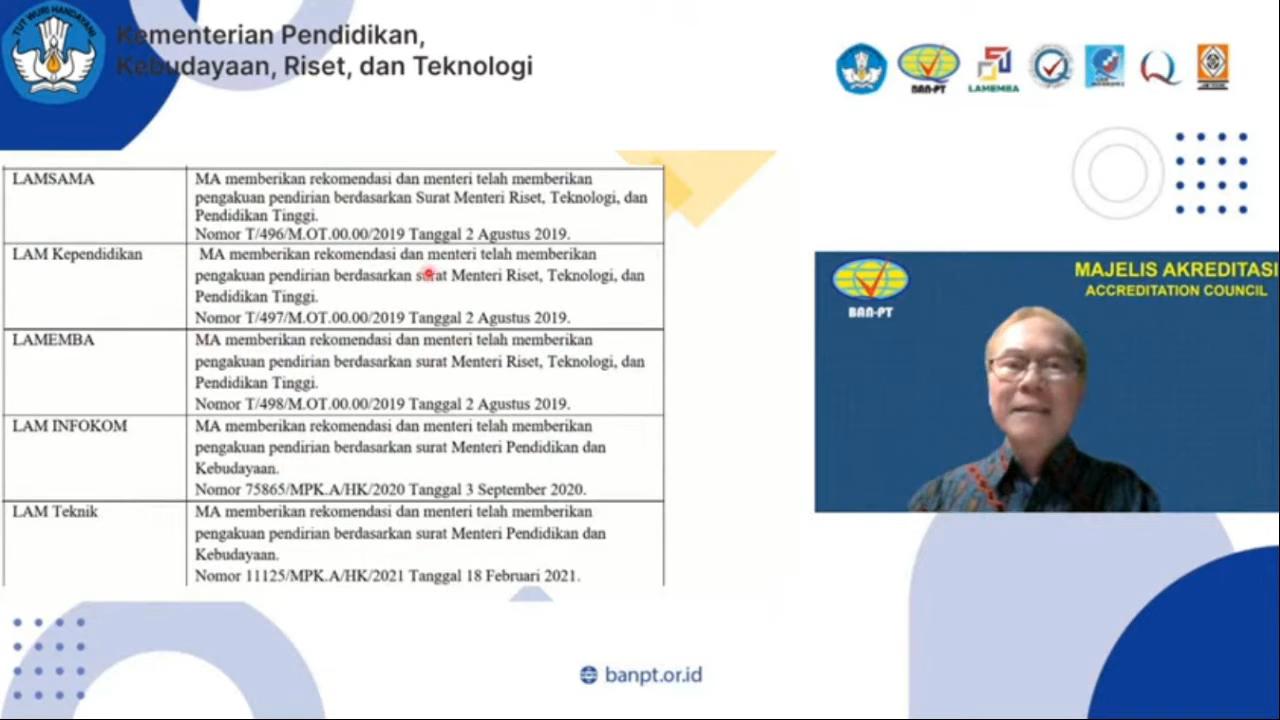 TUT WURI HANDAYANI
Kementerian Pendidikan,
Kebudayaan, Riset, dan Teknologi
BAN-PT
LAMEMBA
LAMSAMA
MA memberikan rekomendasi dan menteri telah memberikan
pengakuan pendirian berdasarkan Surat Menteri Riset, Teknologi, dan
Pendidikan Tinggi.
Nomor T/496/M.OT.00.00/2019 Tanggal 2 Agustus 2019.
LAM Kependidikan
MA memberikan rekomendasi dan menteri telah memberikan
pengakuan pendirian berdasarkan surat Menteri Riset, Teknologi, dan
Pendidikan Tinggi.
Nomor T/497/M.OT.00.00/2019 Tanggal 2 Agustus 2019.
LAMEMBA
MA memberikan rekomendasi dan menteri telah memberikan
pengakuan pendirian berdasarkan surat Menteri Riset, Teknologi, dan
Pendidikan Tinggi.
Nomor T/498/M.OT.00.00/2019 Tanggal 2 Agustus 2019.
LAM INFOKOM
MA memberikan rekomendasi dan menteri telah memberikan
pengakuan pendirian berdasarkan surat Menteri Pendidikan dan
Kebudayaan.
Nomor 75865/MPK.A/HK/2020 Tanggal 3 September 2020.
LAM Teknik
MA memberikan rekomendasi dan menteri telah memberikan
pengakuan pendirian berdasarkan surat Menteri Pendidikan dan
Kebudayaan.
Nomor 11125/MPK.A/HK/2021 Tanggal 18 Februari 2021.
BAN-PT
MAJELIS AKREDITASI
ACCREDITATION COUNCIL
banpt.or.id